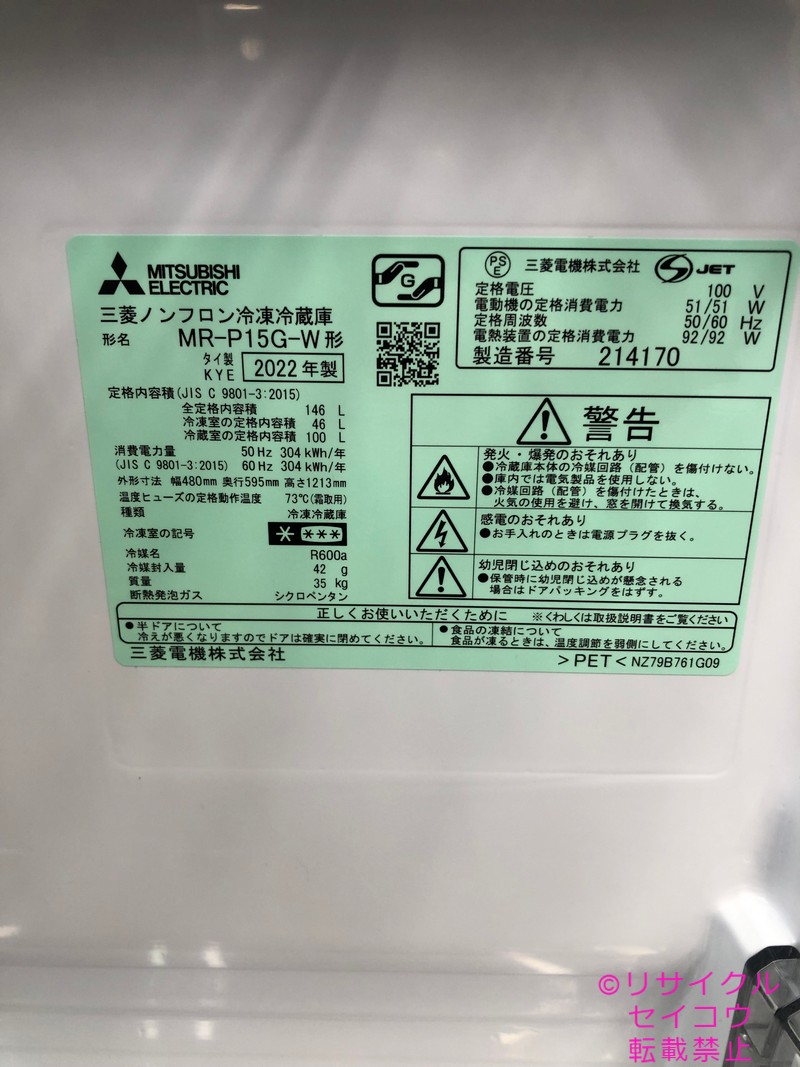 MITSUBISHI
ELECTRIC
三菱ノンフロン冷凍冷蔵庫
形名 MR-P15G-W形
タイ製
KYE
2022年製
定格内容積(JIS C 9801-3:2015)
全定格内容積 146 L
冷凍室の定格内容積 46 L
冷蔵室の定格内容積 100 L
消費電力量 50 Hz 304 kWh/年
(JIS C 9801-3:2015) 60 Hz 304 kWh/年
外形寸法 幅480mm 奥行595mm 高さ1213mm
温度ヒューズの定格動作温度 73℃(霜取用)
種類 冷凍冷蔵庫
冷凍室の記号 * ***
冷媒名 R600a
冷媒封入量 42 g
質量 35 kg
断熱発泡ガス シクロペンタン
G
PS
E
三菱電機株式会社
S JET
定格電圧 100 V
電動機の定格消費電力 51/51 W
定格周波数 50/60 Hz
電熱装置の定格消費電力 92/92 W
製造番号 214170
警告
発火・爆発のおそれあり
●冷蔵庫本体の冷媒回路(配管)を傷付けない。
●庫内では電気製品を使用しない。
●冷媒回路(配管)を傷付けたときは、
火気の使用を避け、窓を開けて換気する。
感電のおそれあり
●お手入れのときは電源プラグを抜く。
幼児閉じ込めのおそれあり
●保管時に幼児閉じ込めが懸念される
場合はドアパッキングをはずす。
正しくお使いいただくために ※くわしくは取扱説明書をご覧ください
●半ドアについて
冷えが悪くなりますのでドアは確実に閉めてください。
●食品の凍結について
食品が凍るときは、温度調節を弱側にしてください。
三菱電機株式会社
>PET< NZ79B761G09
©リサイクル
セイコウ
転載禁止